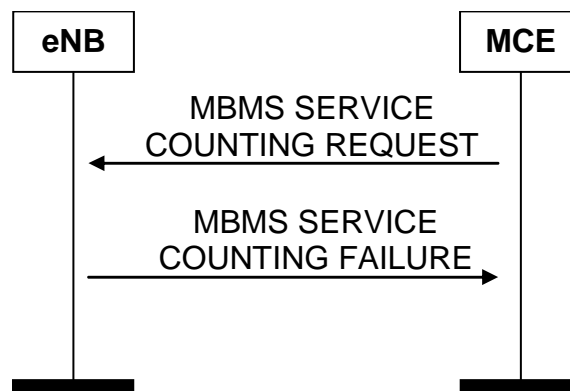 eNB
MCE
MBMS SERVICE
COUNTING REQUEST
MBMS SERVICE
COUNTING FAILURE